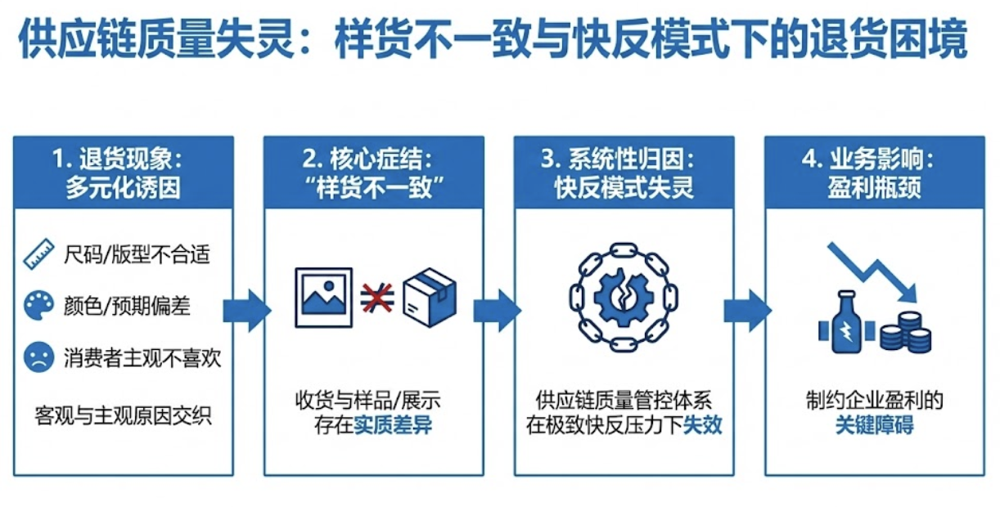 供应链质量失灵：样货不一致与快反模式下的退货困境
1. 退货现象：
多元化诱因
尺码/版型不合适
颜色/预期偏差
消费者主观不喜欢
客观与主观原因交织
2. 核心症结：
“样货不一致”
收货与样品/展示
存在实质差异
3. 系统性归因：
快反模式失灵
供应链质量管控体系
在极致快反压力下失效
4. 业务影响：
盈利瓶颈
制约企业盈利的
关键障碍